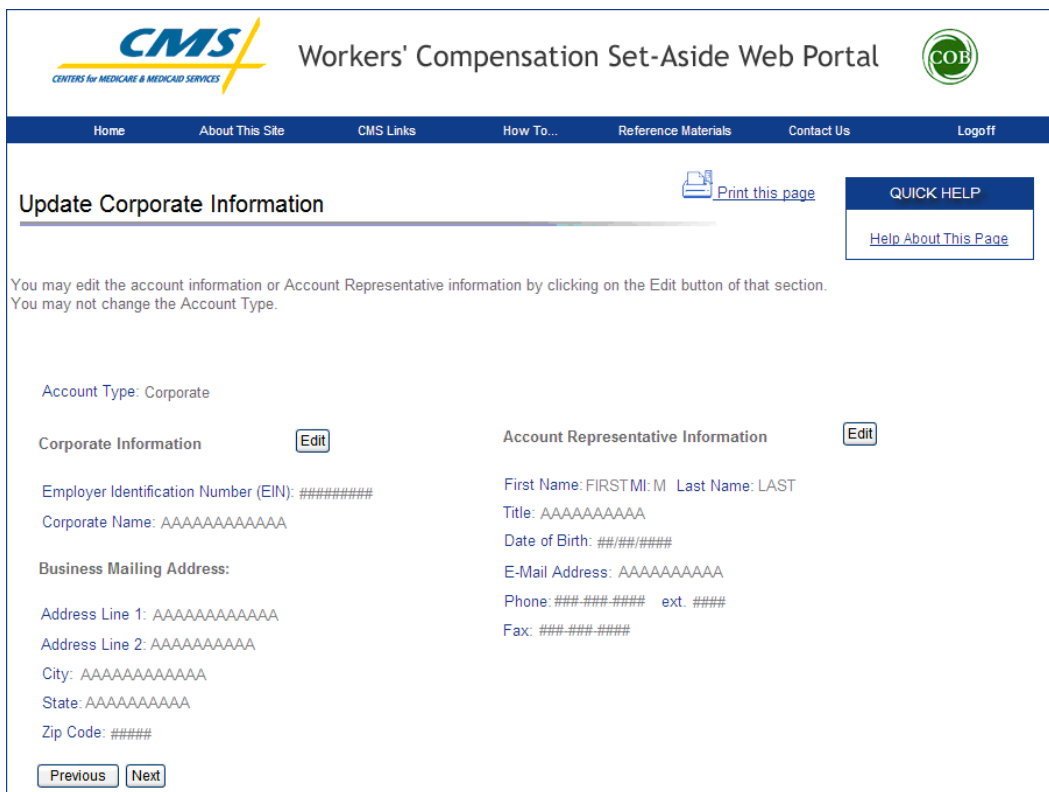 CMS
CENTERS for MEDICARE & MEDICAID SERVICES
Workers' Compensation Set-Aside Web Portal
COB
Home About This Site CMS Links How To... Reference Materials Contact Us Logoff
Update Corporate Information
Print this page
QUICK HELP
Help About This Page
You may edit the account information or Account Representative information by clicking on the Edit button of that section.
You may not change the Account Type.
Account Type: Corporate
Corporate Information Edit
Employer Identification Number (EIN): #########
Corporate Name: AAAAAAAAAAAA
Business Mailing Address:
Address Line 1: AAAAAAAAAAAA
Address Line 2: AAAAAAAAAA
City: AAAAAAAAAAAA
State: AAAAAAAAAA
Zip Code: #####
Account Representative Information Edit
First Name: FIRST MI: M Last Name: LAST
Title: AAAAAAAAAA
Date of Birth: ##/##/####
E-Mail Address: AAAAAAAAAA
Phone: ###-###-#### ext. ####
Fax: ###-###-####
Previous Next